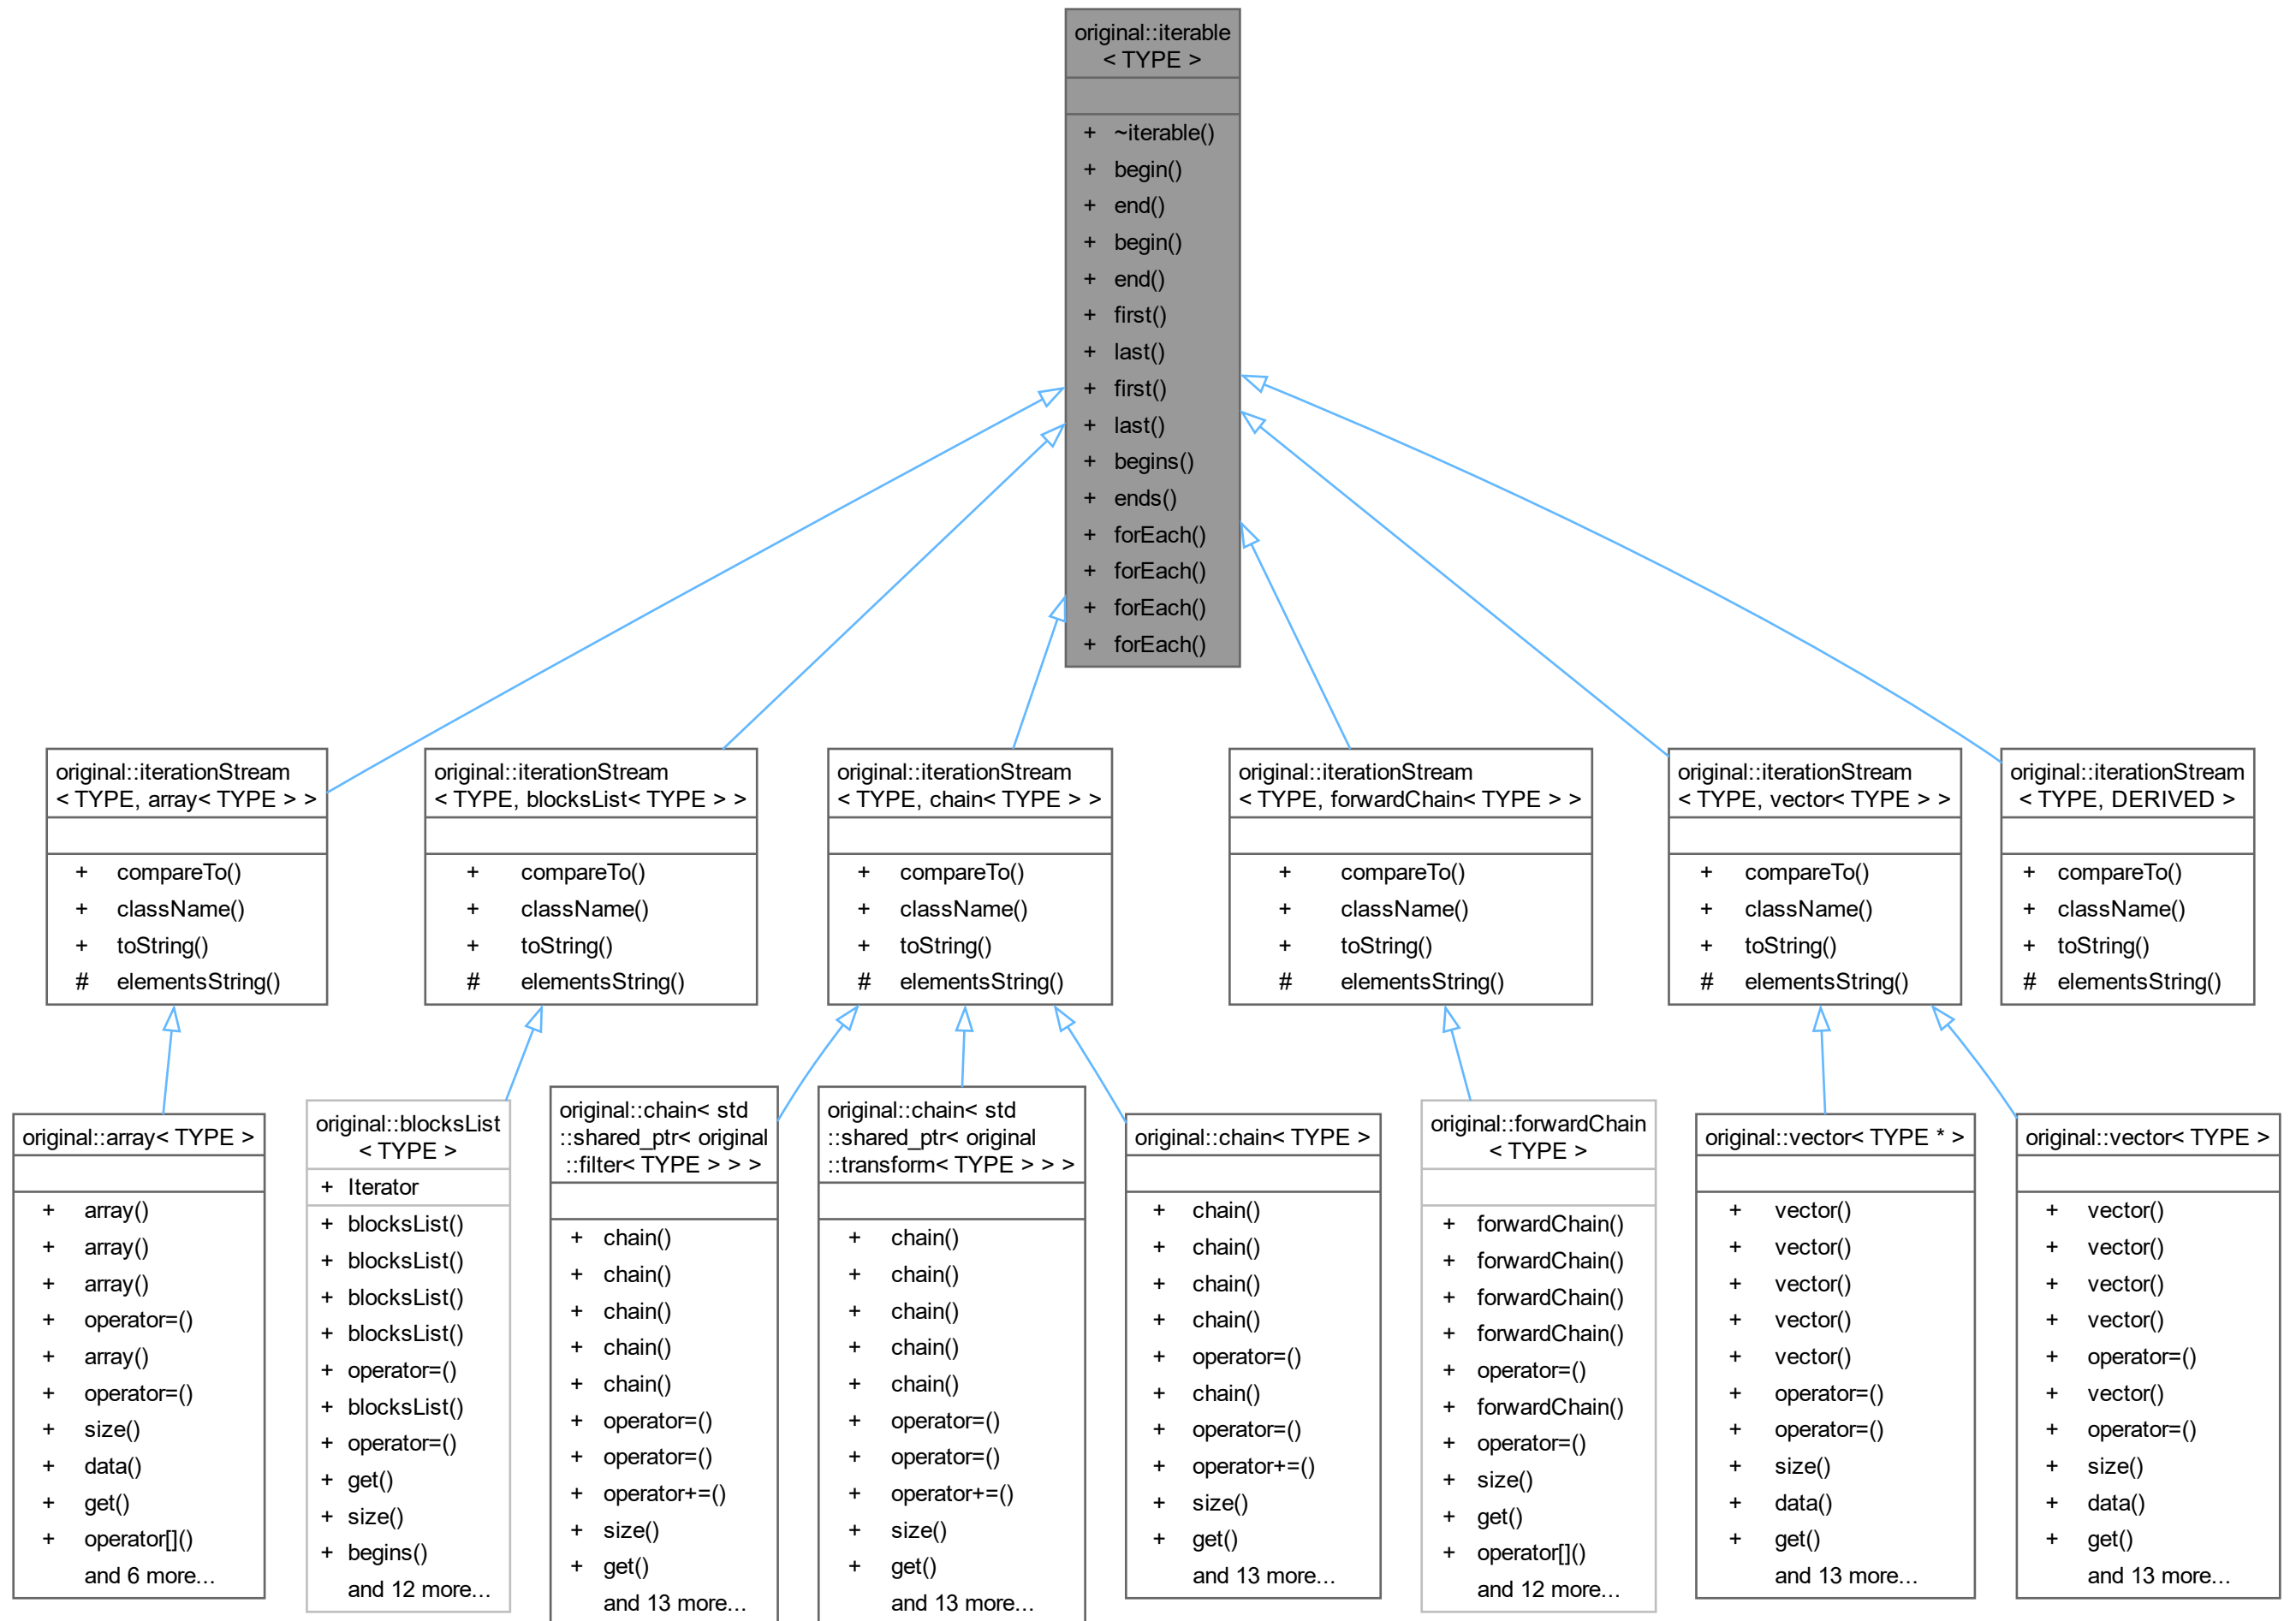 original::iterable
< TYPE >
+ ~iterable()
+ begin()
+ end()
+ begin()
+ end()
+ first()
+ last()
+ first()
+ last()
+ begins()
+ ends()
+ forEach()
+ forEach()
+ forEach()
+ forEach()
original::iterationStream
< TYPE, array< TYPE > >
+ compareTo()
+ className()
+ toString()
# elementsString()
original::iterationStream
< TYPE, blocksList< TYPE > >
+ compareTo()
+ className()
+ toString()
# elementsString()
original::iterationStream
< TYPE, chain< TYPE > >
+ compareTo()
+ className()
+ toString()
# elementsString()
original::iterationStream
< TYPE, forwardChain< TYPE > >
+ compareTo()
+ className()
+ toString()
# elementsString()
original::iterationStream
< TYPE, vector< TYPE > >
+ compareTo()
+ className()
+ toString()
# elementsString()
original::iterationStream
< TYPE, DERIVED >
+ compareTo()
+ className()
+ toString()
# elementsString()
original::array< TYPE >
+ array()
+ array()
+ array()
+ operator=()
+ array()
+ operator=()
+ size()
+ data()
+ get()
+ operator[]()
and 6 more...
original::blocksList
< TYPE >
+ Iterator
+ blocksList()
+ blocksList()
+ blocksList()
+ blocksList()
+ operator=()
+ blocksList()
+ operator=()
+ get()
+ size()
+ begins()
and 12 more...
original::chain< std
::shared_ptr< original
::filter< TYPE > > >
+ chain()
+ chain()
+ chain()
+ chain()
+ chain()
+ operator=()
+ operator=()
+ operator+=()
+ size()
+ get()
and 13 more...
original::chain< std
::shared_ptr< original
::transform< TYPE > > >
+ chain()
+ chain()
+ chain()
+ chain()
+ chain()
+ operator=()
+ operator=()
+ operator+=()
+ size()
+ get()
and 13 more...
original::chain< TYPE >
+ chain()
+ chain()
+ chain()
+ chain()
+ operator=()
+ chain()
+ operator=()
+ operator+=()
+ size()
+ get()
and 13 more...
original::forwardChain
< TYPE >
+ forwardChain()
+ forwardChain()
+ forwardChain()
+ forwardChain()
+ operator=()
+ forwardChain()
+ operator=()
+ size()
+ get()
+ operator[]()
and 12 more...
original::vector< TYPE * >
+ vector()
+ vector()
+ vector()
+ vector()
+ vector()
+ operator=()
+ operator=()
+ size()
+ data()
+ get()
and 13 more...
original::vector< TYPE >
+ vector()
+ vector()
+ vector()
+ vector()
+ operator=()
+ vector()
+ operator=()
+ size()
+ data()
+ get()
and 13 more...